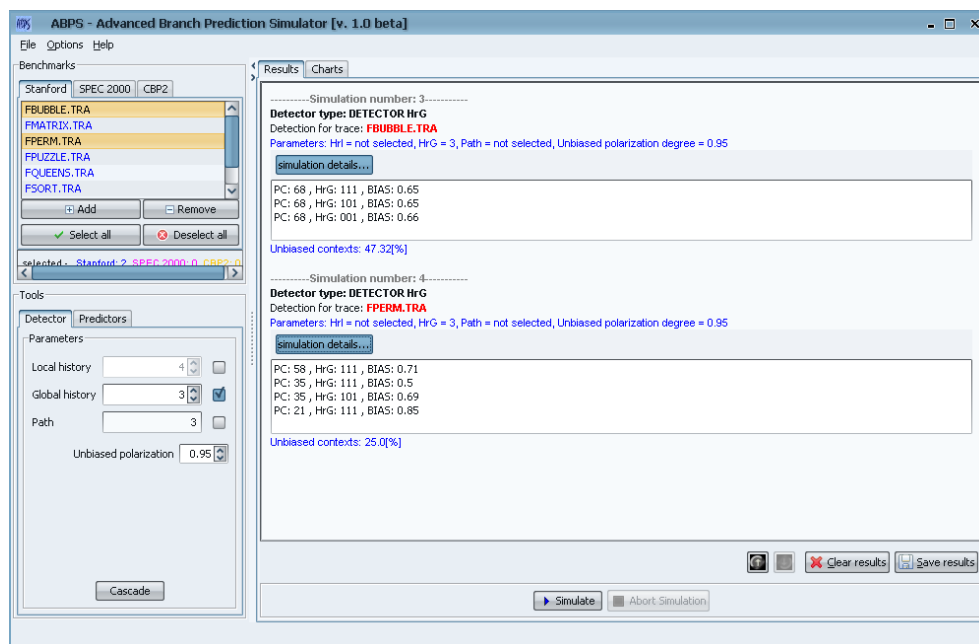 ABPS - Advanced Branch Prediction Simulator [v. 1.0 beta]
File Options Help
Benchmarks
Stanford SPEC 2000 CBP2
FBUBBLE.TRA
FMATRIX.TRA
FPERM.TRA
FPUZZLE.TRA
FQUEENS.TRA
FSORT.TRA
Add Remove
Select all Deselect all
selected - Stanford: 2 SPEC 2000: 0 CBP2: 0
Tools
Detector Predictors
Parameters
Local history 4
Global history 3
Path 3
Unbiased polarization 0.95
Cascade
Results Charts
----------Simulation number: 3-----------
Detector type: DETECTOR HrG
Detection for trace: FBUBBLE.TRA
Parameters: Hrl = not selected, HrG = 3, Path = not selected, Unbiased polarization degree = 0.95
simulation details...
PC: 68 , HrG: 111 , BIAS: 0.65
PC: 68 , HrG: 101 , BIAS: 0.65
PC: 68 , HrG: 001 , BIAS: 0.66
Unbiased contexts: 47.32[%]
----------Simulation number: 4-----------
Detector type: DETECTOR HrG
Detection for trace: FPERM.TRA
Parameters: Hrl = not selected, HrG = 3, Path = not selected, Unbiased polarization degree = 0.95
simulation details...
PC: 58 , HrG: 111 , BIAS: 0.71
PC: 35 , HrG: 111 , BIAS: 0.5
PC: 35 , HrG: 101 , BIAS: 0.69
PC: 21 , HrG: 111 , BIAS: 0.85
Unbiased contexts: 25.0[%]
Clear results Save results
Simulate Abort Simulation